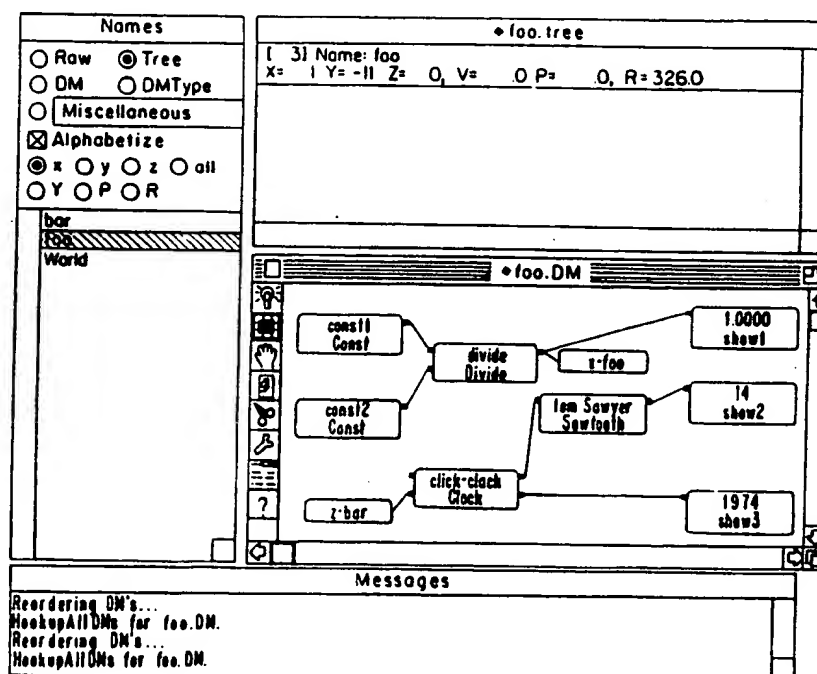 Names
Raw Tree
DM DMType
Miscellaneous
Alphabetize
x y z all
Y P R
bar
foo
World
foo.tree
[ 3] Name: foo
X= 1 Y= -11 Z= 0, V= .0 P= .0, R= 326.0
foo.DM
const1
Const
divide
Divide
x-foo
1.0000
show1
const2
Const
tom Sawyer
Sawtooth
14
show2
click-clack
Clock
z-bar
1974
show3
?
Messages
Reordering DM's...
HookupAllDMs for foo.DM.
Reordering DM's...
HookupAllDMs for foo.DM.